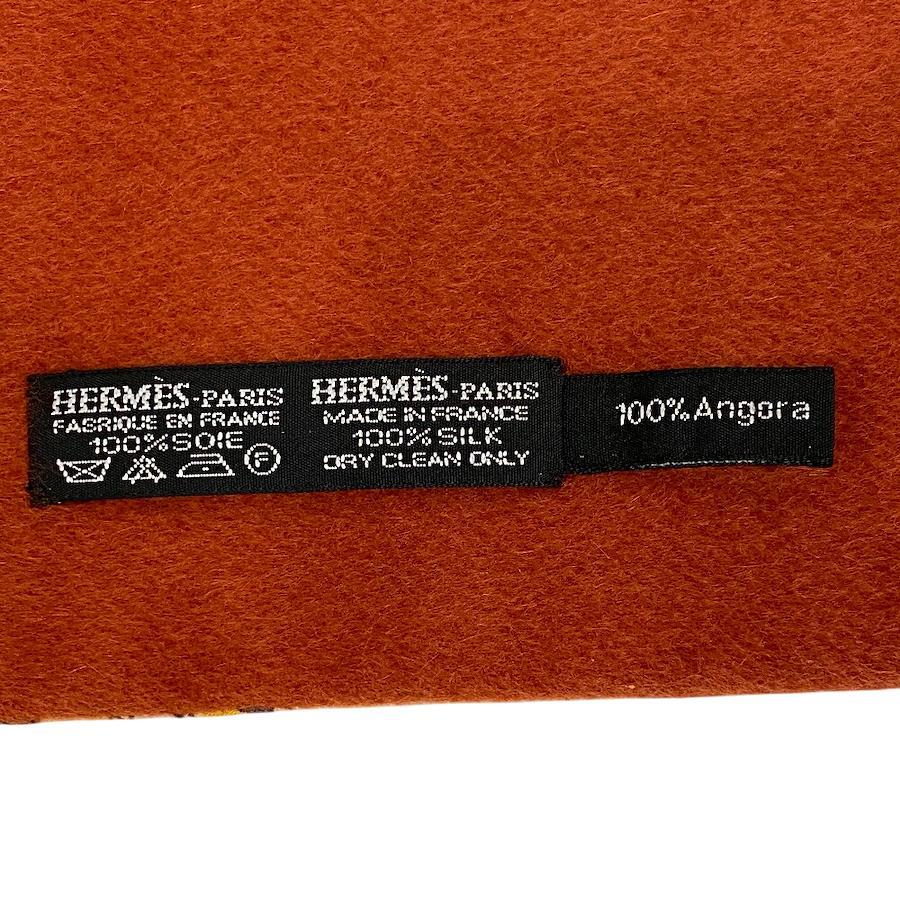 HERMÈS-PARIS
FABRIQUE EN FRANCE
100%SOIE
F
HERMÈS-PARIS
MADE IN FRANCE
100% SILK
DRY CLEAN ONLY
100%Angora